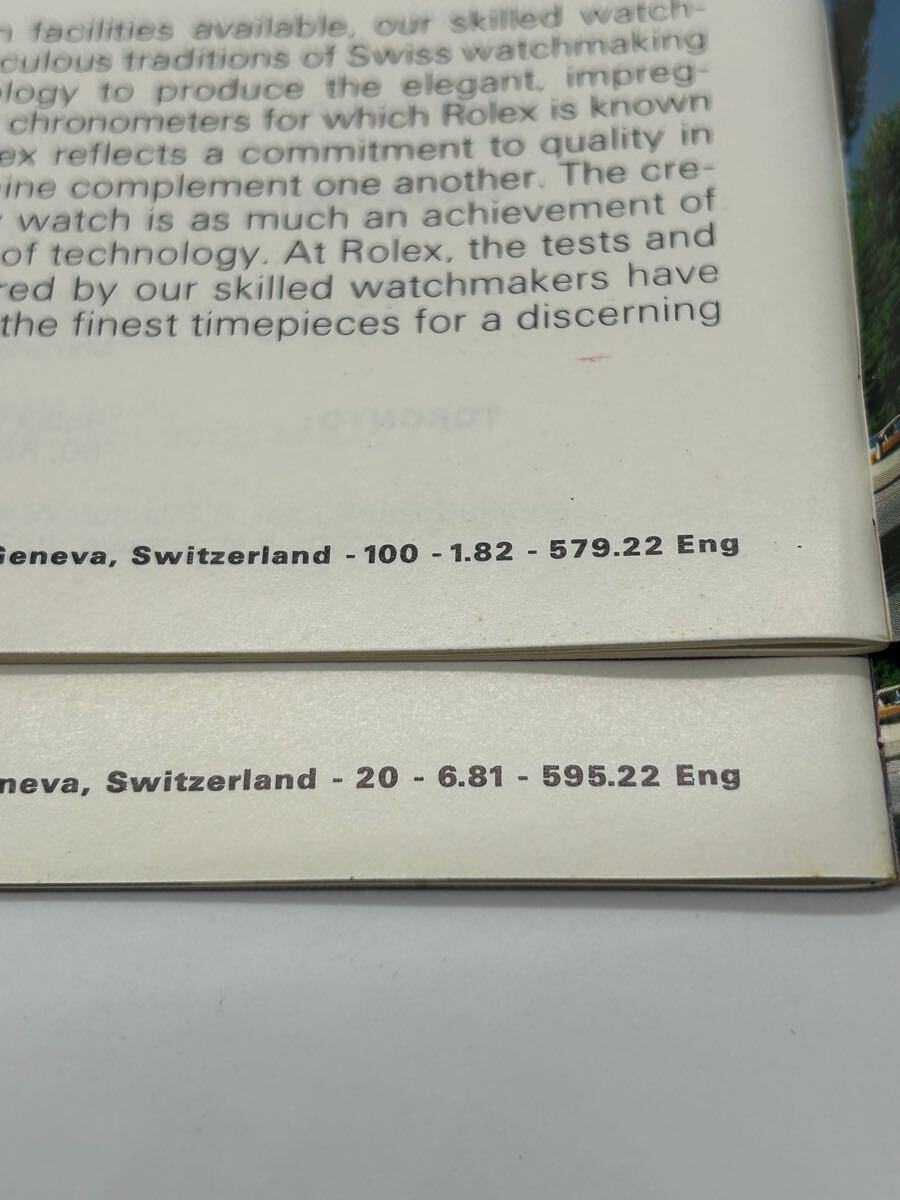 facilities available, our skilled watch-
culous traditions of Swiss watchmaking
ology to produce the elegant, impreg-
chronometers for which Rolex is known
ex reflects a commitment to quality in
ine complement one another. The cre-
watch is as much an achievement of
of technology. At Rolex, the tests and
red by our skilled watchmakers have
the finest timepieces for a discerning
TORONTO:
Geneva, Switzerland - 100 - 1.82 - 579.22 Eng
neva, Switzerland - 20 - 6.81 - 595.22 Eng